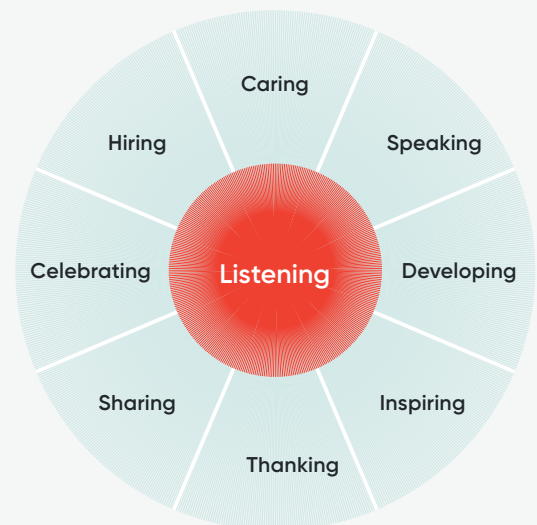 Caring
Hiring
Speaking
Celebrating
Listening
Developing
Sharing
Inspiring
Thanking